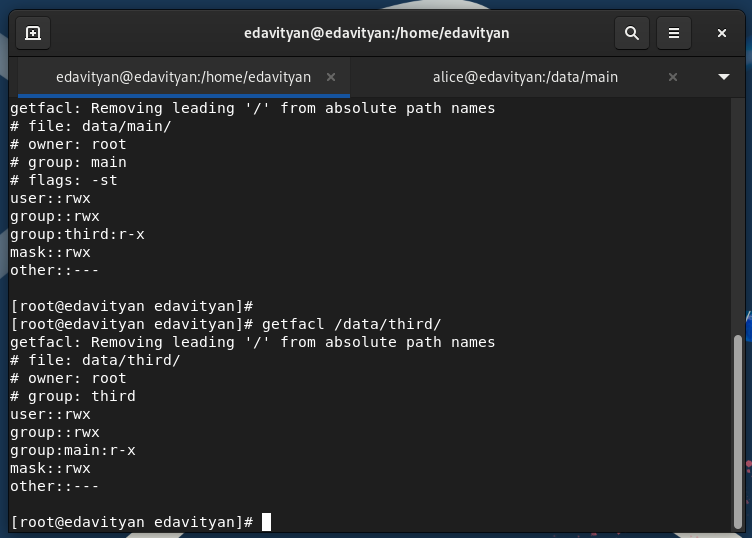 edavityan@edavityan:/home/edavityan
edavityan@edavityan:/home/edavityan
alice@edavityan:/data/main
getfacl: Removing leading '/' from absolute path names
# file: data/main/
# owner: root
# group: main
# flags: -st
user::rwx
group::rwx
group:third:r-x
mask::rwx
other::---
[root@edavityan edavityan]#
[root@edavityan edavityan]# getfacl /data/third/
getfacl: Removing leading '/' from absolute path names
# file: data/third/
# owner: root
# group: third
user::rwx
group::rwx
group:main:r-x
mask::rwx
other::---
[root@edavityan edavityan]#